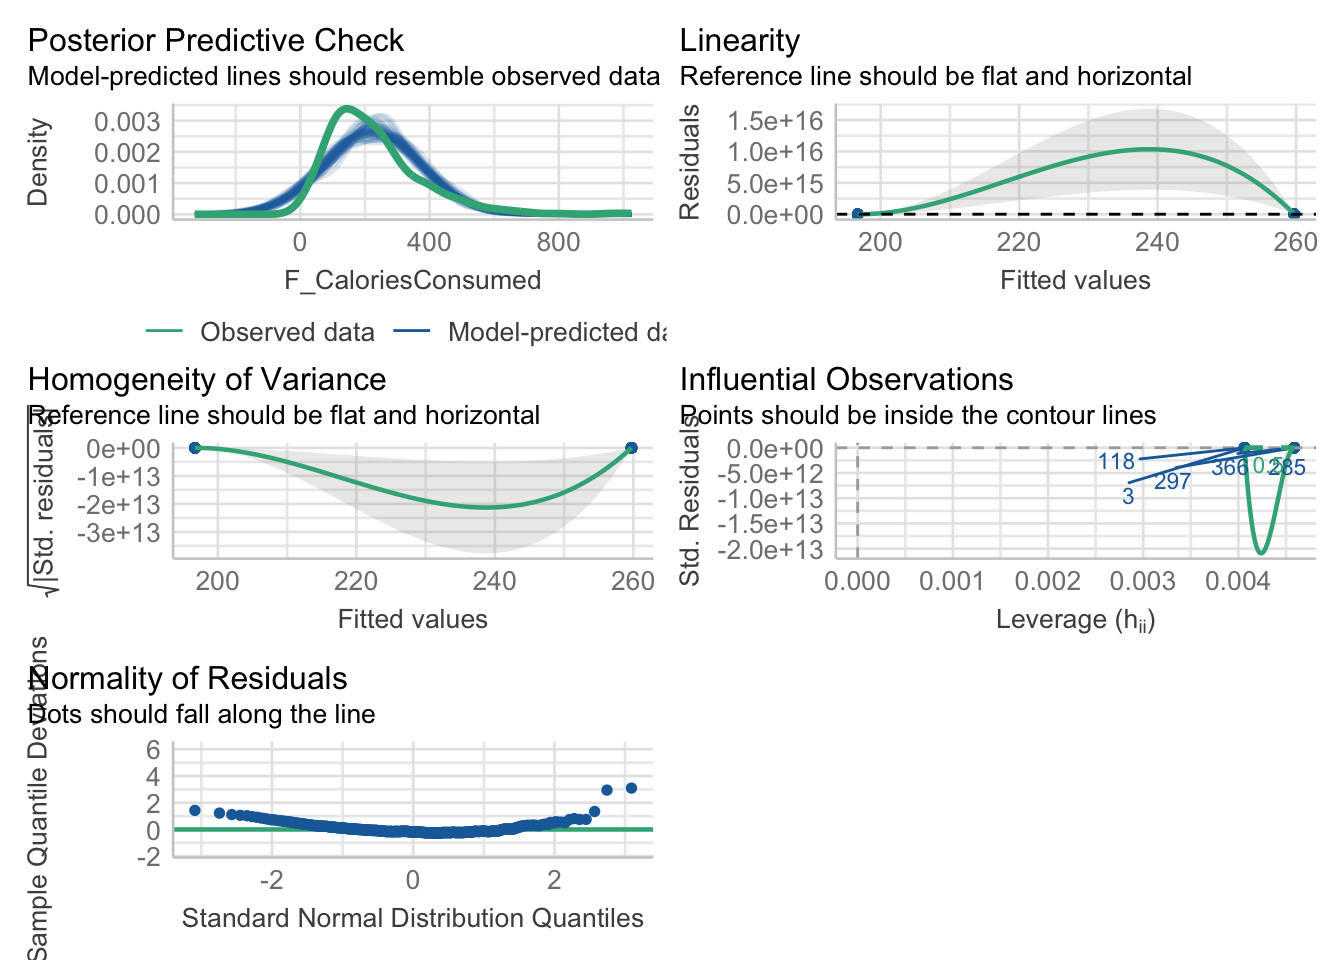 Posterior Predictive Check
Model-predicted lines should resemble observed data
Density
0.003
0.002
0.001
0.000
0 400 800
F_CaloriesConsumed
Observed data Model-predicted da
Linearity
Reference line should be flat and horizontal
Residuals
1.5e+16
1.0e+16
5.0e+15
0.0e+00
200 220 240 260
Fitted values
Homogeneity of Variance
Reference line should be flat and horizontal
√|Std. residuals|
0e+00
-1e+13
-2e+13
-3e+13
200 220 240 260
Fitted values
Influential Observations
Points should be inside the contour lines
Std. Residuals
0.0e+00
-5.0e+12
-1.0e+13
-1.5e+13
-2.0e+13
118
3
297
366
285
0.000 0.001 0.002 0.003 0.004
Leverage (hii)
Normality of Residuals
Dots should fall along the line
Sample Quantile Deviations
6
4
2
0
-2
-2 0 2
Standard Normal Distribution Quantiles